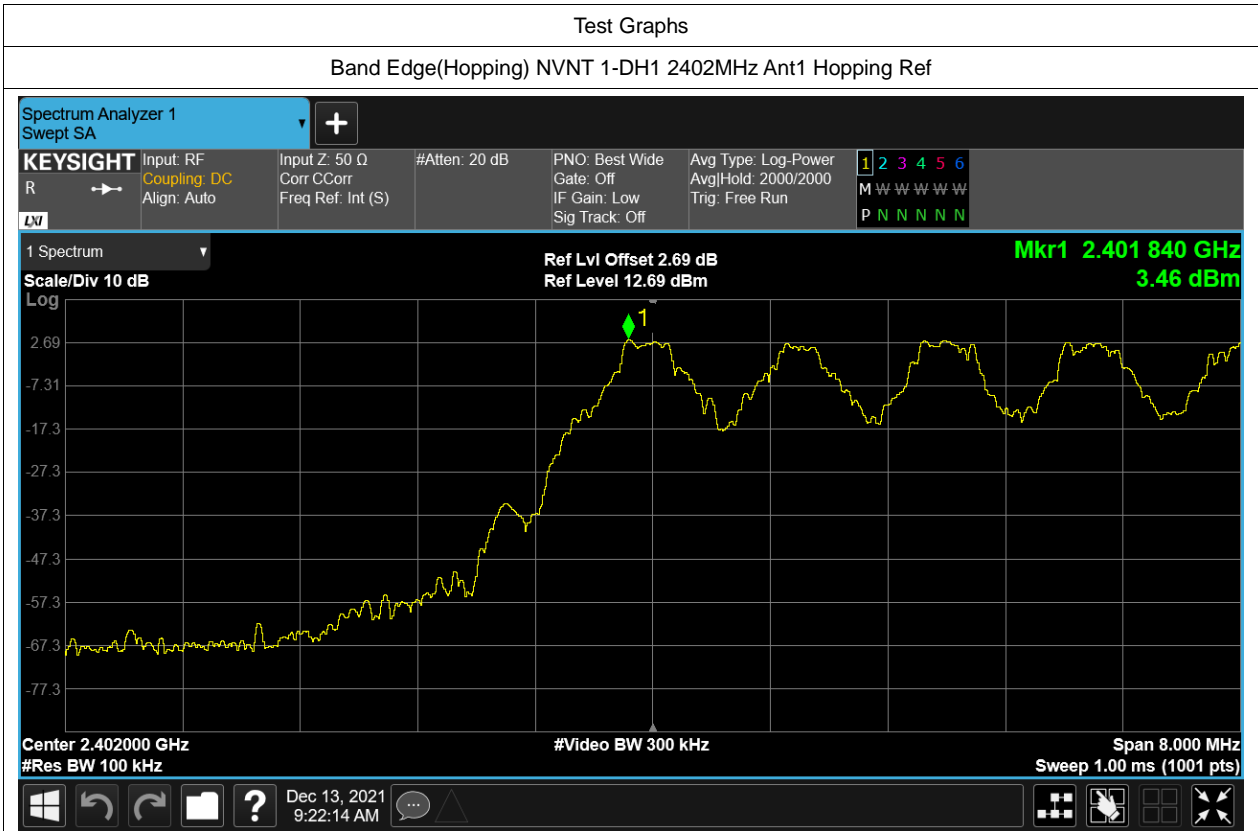 Test Graphs
Band Edge(Hopping) NVNT 1-DH1 2402MHz Ant1 Hopping Ref
Spectrum Analyzer 1
Swept SA
KEYSIGHT
R
LXI
Input: RF
Coupling: DC
Align: Auto
Input Z: 50 Ω
Corr CCorr
Freq Ref: Int (S)
#Atten: 20 dB
PNO: Best Wide
Gate: Off
IF Gain: Low
Sig Track: Off
Avg Type: Log-Power
Avg|Hold: 2000/2000
Trig: Free Run
1 2 3 4 5 6
M W W W W W
P N N N N N
1 Spectrum
Scale/Div 10 dB
Log
Ref Lvl Offset 2.69 dB
Ref Level 12.69 dBm
Mkr1 2.401 840 GHz
3.46 dBm
1
2.69
-7.31
-17.3
-27.3
-37.3
-47.3
-57.3
-67.3
-77.3
Center 2.402000 GHz
#Res BW 100 kHz
#Video BW 300 kHz
Span 8.000 MHz
Sweep 1.00 ms (1001 pts)
?
Dec 13, 2021
9:22:14 AM